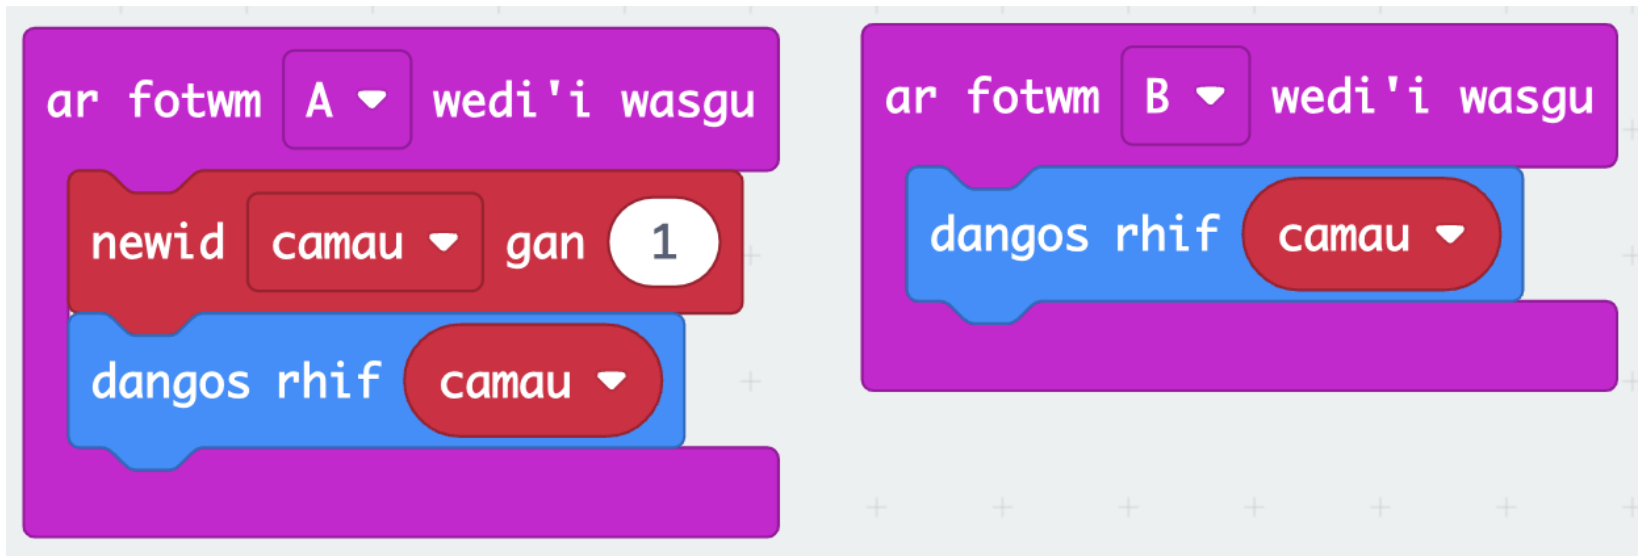 ar fotwm A wedi'i wasgu
newid camau gan 1
dangos rhif camau
ar fotwm B wedi'i wasgu
dangos rhif camau